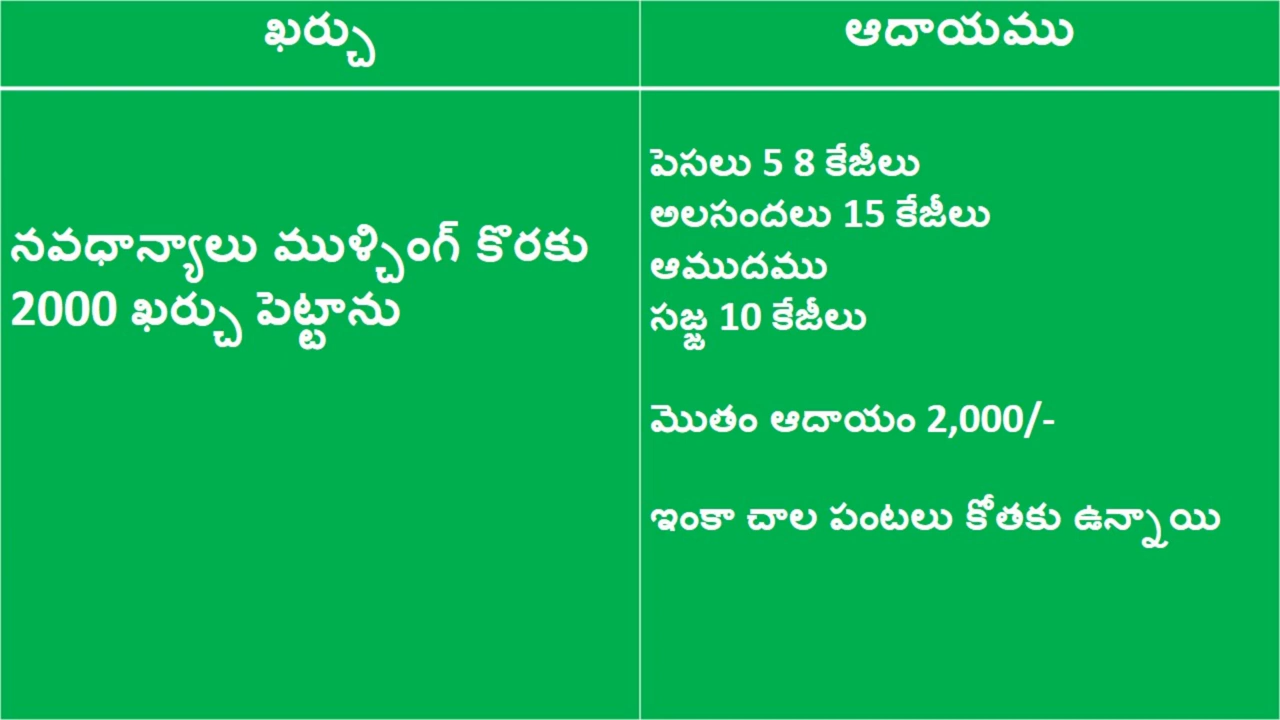 ఖర్చు
ఆదాయము
నవధాన్యాలు ముళ్చింగ్ కొరకు
2000 ఖర్చు పెట్టాను
పెసలు 5 8 కేజీలు
అలసందలు 15 కేజీలు
ఆముదము
సజ్జ 10 కేజీలు
మొతం ఆదాయం 2,000/-
ఇంకా చాల పంటలు కోతకు ఉన్నాయి